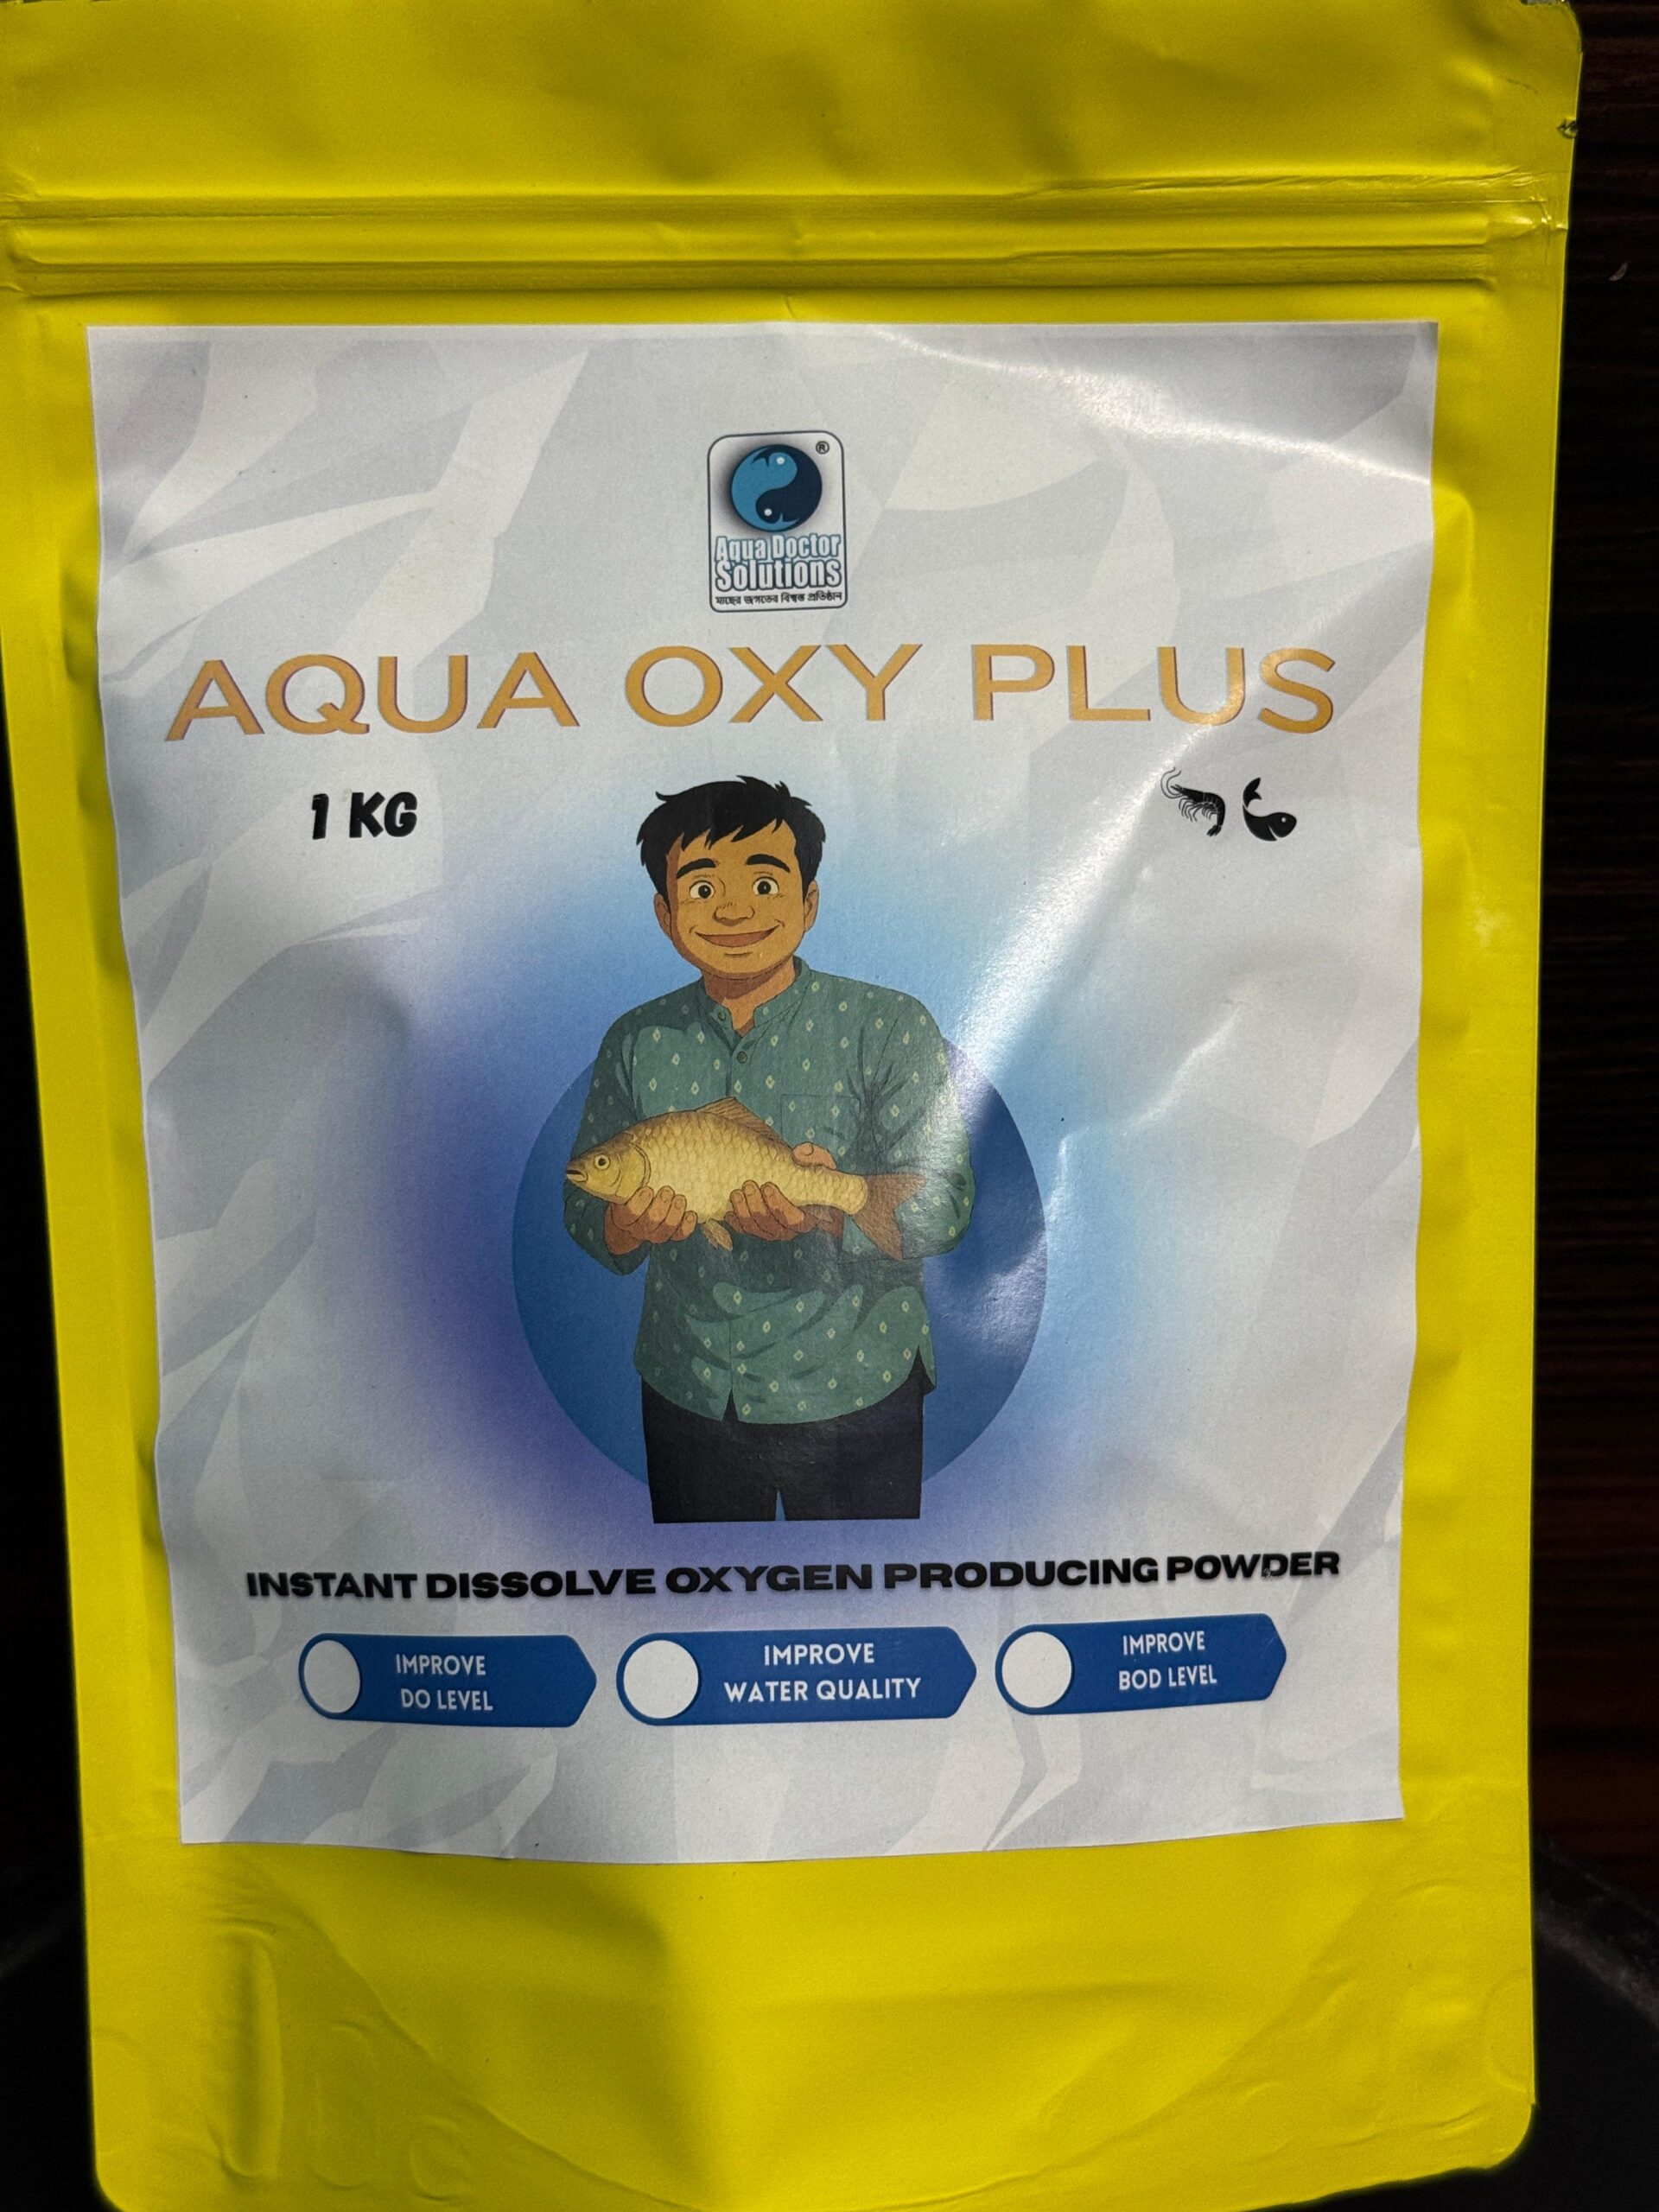 ®
Aqua Doctor
Solutions
মাছের জগতের বিশ্বস্ত প্রতিষ্ঠান
AQUA OXY PLUS
1 KG
INSTANT DISSOLVE OXYGEN PRODUCING POWDER
IMPROVE
DO LEVEL
IMPROVE
WATER QUALITY
IMPROVE
BOD LEVEL